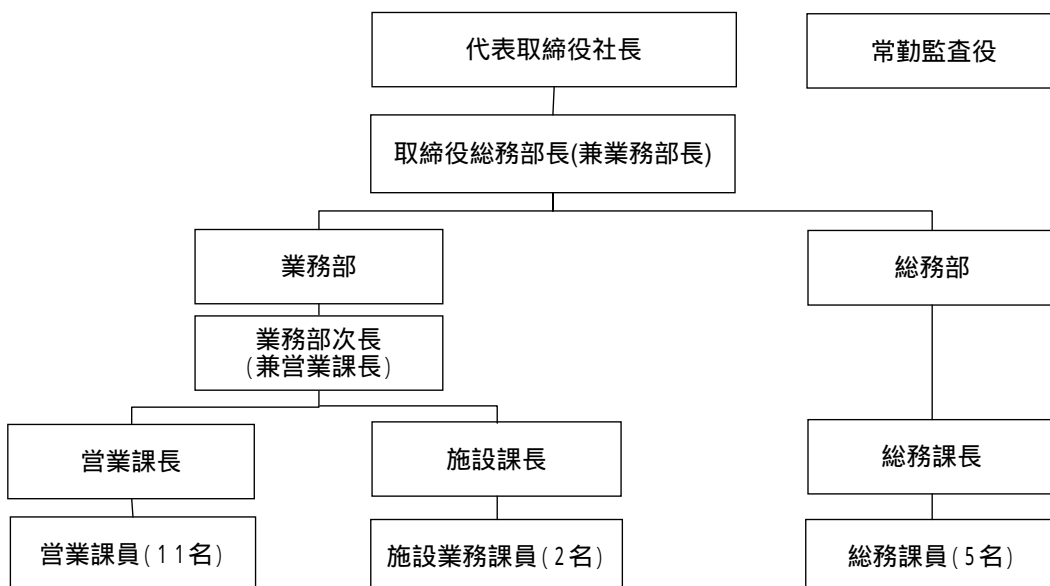 代表取締役社長
常勤監査役
取締役総務部長(兼業務部長)
業務部
総務部
業務部次長
(兼営業課長)
営業課長
施設課長
総務課長
営業課員(11名)
施設業務課員(2名)
総務課員(5名)